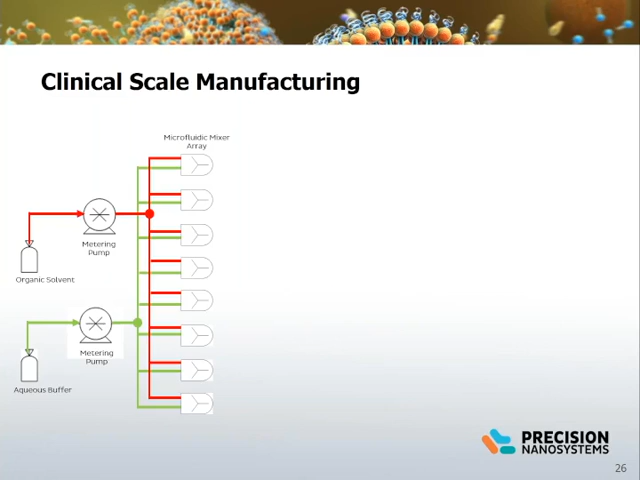 Clinical Scale Manufacturing
Microfluidic Mixer
Array
Metering
Pump
Organic Solvent
Metering
Pump
Aqueous Buffer
PRECISION
NANOSYSTEMS
26